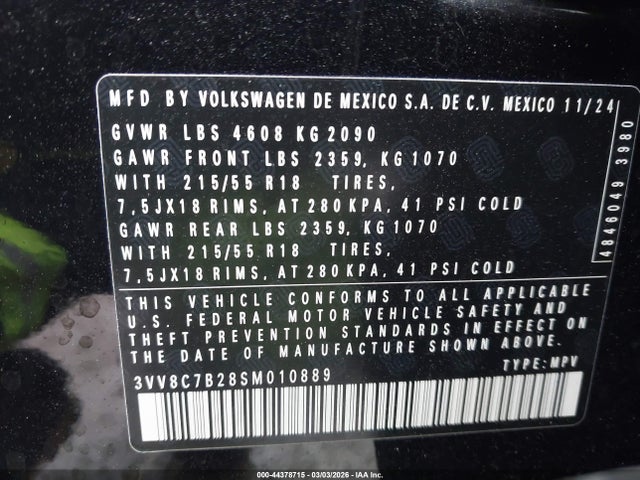 MFD BY VOLKSWAGEN DE MEXICO S.A. DE C.V. MEXICO 11/24
GVWR LBS 4608 KG 2090
GAWR FRONT LBS 2359, KG 1070
WITH 215/55 R18 TIRES,
7,5JX18 RIMS, AT 280 KPA, 41 PSI COLD
GAWR REAR LBS 2359, KG 1070
WITH 215/55 R18 TIRES,
7,5JX18 RIMS, AT 280 KPA, 41 PSI COLD
4846049 3980
THIS VEHICLE CONFORMS TO ALL APPLICABLE
U.S. FEDERAL MOTOR VEHICLE SAFETY AND
THEFT PREVENTION STANDARDS IN EFFECT ON
THE DATE OF MANUFACTURE SHOWN ABOVE.
3VV8C7B28SM010889 TYPE: MPV
000-44378715 - 03/03/2026 - IAA Inc.